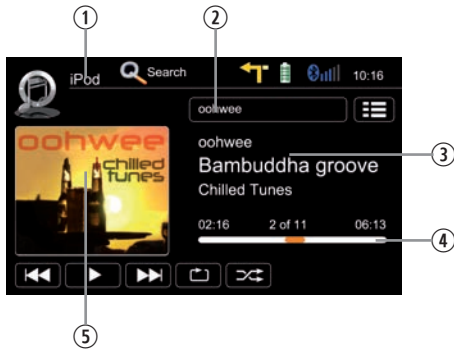 ① ②
iPod Search 10:16
oohwee
oohwee
Bambuddha groove ③
Chilled Tunes
oohwee
chilled
tunes
02:16 2 of 11 06:13
④
⑤